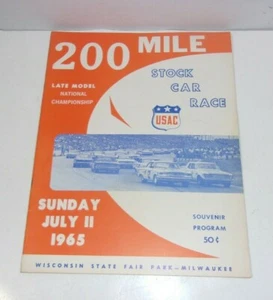 200 MILE
LATE MODEL
NATIONAL
CHAMPIONSHIP
STOCK
CAR
RACE
USAC
SUNDAY
JULY 11
1965
SOUVENIR
PROGRAM
50¢
WISCONSIN STATE FAIR PARK—MILWAUKEE